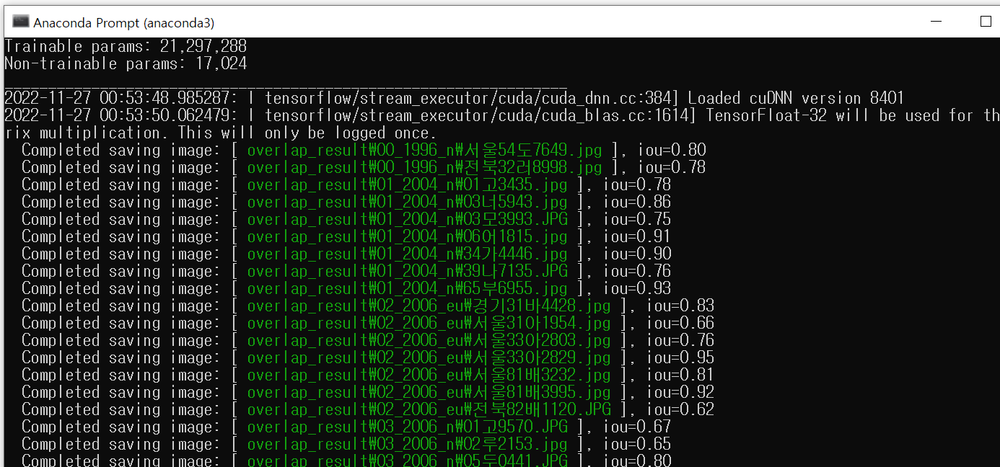 Anaconda Prompt (anaconda3)
Trainable params: 21,297,288
Non-trainable params: 17,024
_________________________________________________________________
2022-11-27 00:53:48.985287: I tensorflow/stream_executor/cuda/cuda_dnn.cc:384] Loaded cuDNN version 8401
2022-11-27 00:53:50.062479: I tensorflow/stream_executor/cuda/cuda_blas.cc:1614] TensorFloat-32 will be used for th
rix multiplication. This will only be logged once.
Completed saving image: [ overlap_result₩00_1996_n₩서울54도7649.jpg ], iou=0.80
Completed saving image: [ overlap_result₩00_1996_n₩전북32러8998.jpg ], iou=0.78
Completed saving image: [ overlap_result₩01_2004_n₩01고3435.jpg ], iou=0.78
Completed saving image: [ overlap_result₩01_2004_n₩03너5943.jpg ], iou=0.86
Completed saving image: [ overlap_result₩01_2004_n₩03모3993.JPG ], iou=0.75
Completed saving image: [ overlap_result₩01_2004_n₩06어1815.jpg ], iou=0.91
Completed saving image: [ overlap_result₩01_2004_n₩34가4446.jpg ], iou=0.90
Completed saving image: [ overlap_result₩01_2004_n₩39나7135.JPG ], iou=0.76
Completed saving image: [ overlap_result₩01_2004_n₩65부6955.jpg ], iou=0.93
Completed saving image: [ overlap_result₩02_2006_eu₩경기31바4428.jpg ], iou=0.83
Completed saving image: [ overlap_result₩02_2006_eu₩서울31아1954.jpg ], iou=0.66
Completed saving image: [ overlap_result₩02_2006_eu₩서울33아2803.jpg ], iou=0.76
Completed saving image: [ overlap_result₩02_2006_eu₩서울33아2829.jpg ], iou=0.95
Completed saving image: [ overlap_result₩02_2006_eu₩서울81배3232.jpg ], iou=0.81
Completed saving image: [ overlap_result₩02_2006_eu₩서울81배3995.jpg ], iou=0.92
Completed saving image: [ overlap_result₩02_2006_eu₩전북82배1120.JPG ], iou=0.62
Completed saving image: [ overlap_result₩03_2006_n₩01고9570.JPG ], iou=0.67
Completed saving image: [ overlap_result₩03_2006_n₩02루2153.jpg ], iou=0.65
Completed saving image: [ overlap_result₩03_2006_n₩05두0441.JPG ], iou=0.80